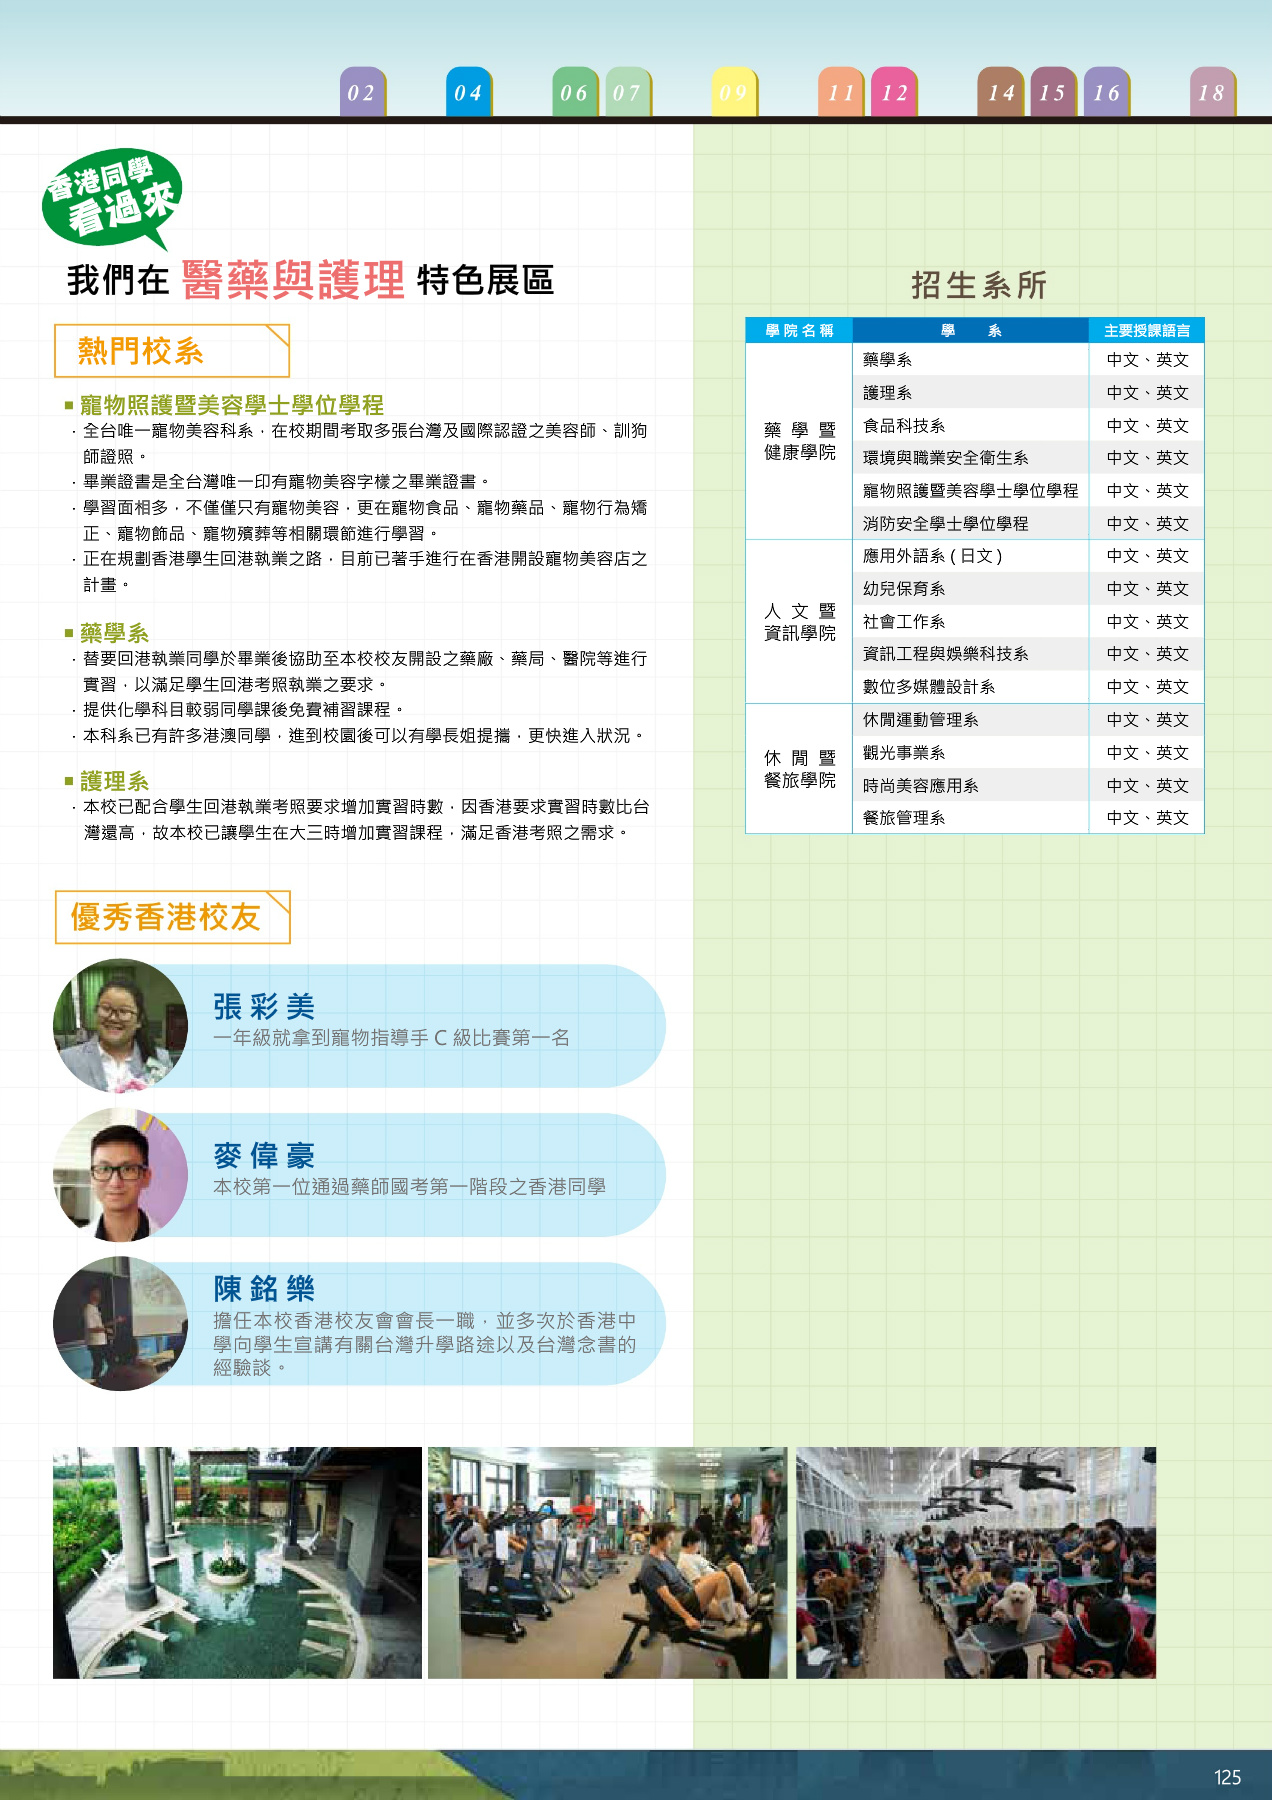 02 04 06 07 09 11 12 14 15 16 18
香港同學
看過來
我們在 醫藥與護理 特色展區
熱門校系
■ 寵物照護暨美容學士學位學程
· 全台唯一寵物美容科系，在校期間考取多張台灣及國際認證之美容師、訓狗
師證照。
· 畢業證書是全台灣唯一印有寵物美容字樣之畢業證書。
· 學習面相多，不僅僅只有寵物美容，更在寵物食品、寵物藥品、寵物行為矯
正、寵物飾品、寵物殯葬等相關環節進行學習。
· 正在規劃香港學生回港執業之路，目前已著手進行在香港開設寵物美容店之
計畫。
■ 藥學系
· 替要回港執業同學於畢業後協助至本校校友開設之藥廠、藥局、醫院等進行
實習，以滿足學生回港考照執業之要求。
· 提供化學科目較弱同學課後免費補習課程。
· 本科系已有許多港澳同學，進到校園後可以有學長姐提攜，更快進入狀況。
■ 護理系
· 本校已配合學生回港執業考照要求增加實習時數，因香港要求實習時數比台
灣還高，故本校已讓學生在大三時增加實習課程，滿足香港考照之需求。
優秀香港校友
張彩美
一年級就拿到寵物指導手 C 級比賽第一名
麥偉豪
本校第一位通過藥師國考第一階段之香港同學
陳銘樂
擔任本校香港校友會會長一職，並多次於香港中
學向學生宣講有關台灣升學路途以及台灣念書的
經驗談。
招生系所
學院名稱 學 系 主要授課語言
藥學暨
健康學院
藥學系 中文、英文
護理系 中文、英文
食品科技系 中文、英文
環境與職業安全衛生系 中文、英文
寵物照護暨美容學士學位學程 中文、英文
消防安全學士學位學程 中文、英文
人文暨
資訊學院
應用外語系 ( 日文 ) 中文、英文
幼兒保育系 中文、英文
社會工作系 中文、英文
資訊工程與娛樂科技系 中文、英文
數位多媒體設計系 中文、英文
休閒暨
餐旅學院
休閒運動管理系 中文、英文
觀光事業系 中文、英文
時尚美容應用系 中文、英文
餐旅管理系 中文、英文
125